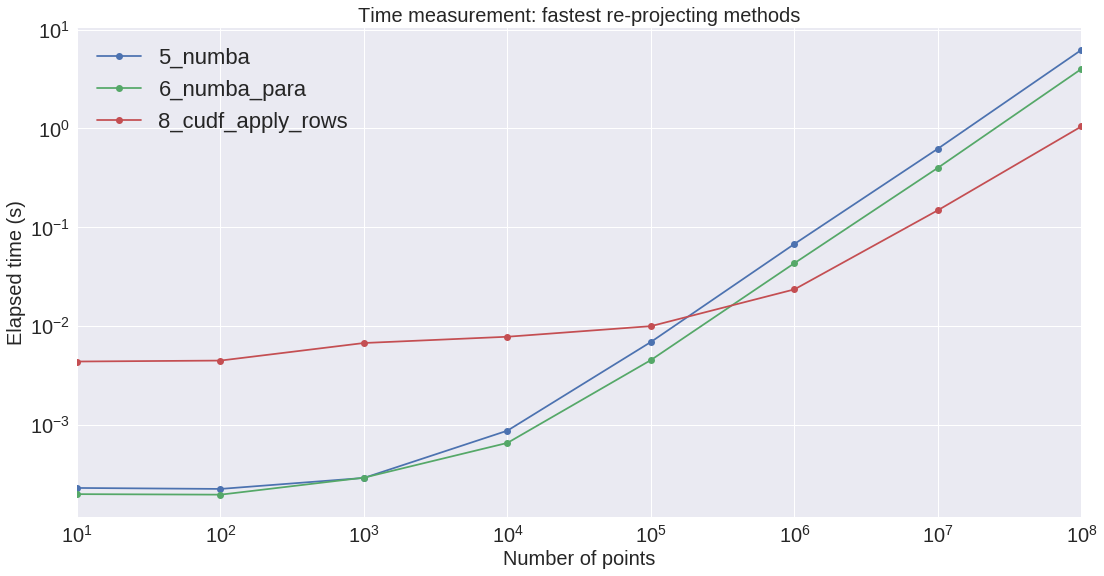 Time measurement: fastest re-projecting methods
5_numba
6_numba_para
8_cudf_apply_rows
Elapsed time (s)
10¹
10⁰
10⁻¹
10⁻²
10⁻³
10¹ 10² 10³ 10⁴ 10⁵ 10⁶ 10⁷ 10⁸
Number of points